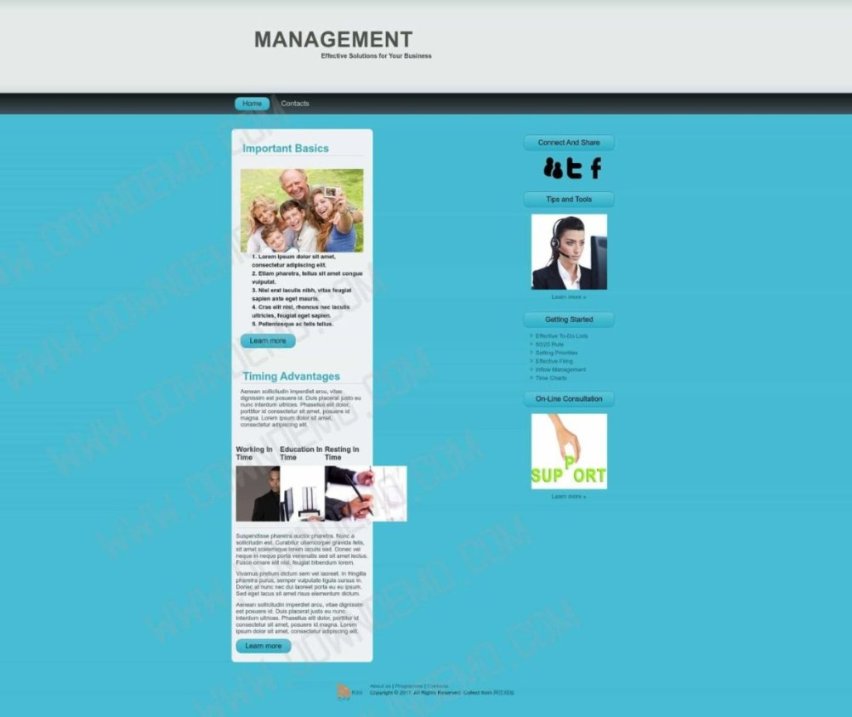 MANAGEMENT
Effective Solutions for Your Business
Home
Contacts
Important Basics
1. Lorem ipsum dolor sit amet,
consectetur adipiscing elit.
2. Etiam pharetra, tellus sit amet congue
vulputat.
3. Nisl erat iaculis nibh, vitae feugiat
sapien ante eget mauris.
4. Cras elit nisl, rhoncus nec iaculis
ultricies, feugiat eget sapien.
5. Pellentesque ac felis tellus.
Learn more
Timing Advantages
Aenean sollicitudin imperdiet arcu, vitae
dignissim est posuere id. Duis placerat justo eu
nunc interdum ultrices. Phasellus elit dolor,
porttitor id consectetur sit amet, posuere id
magna. Lorem ipsum dolor sit amet,
consectetur adipiscing elit.
Working In
Time
Education In
Time
Resting In
Time
Suspendisse pharetra auctor pharetra. Nunc a
sollicitudin est. Curabitur ullamcorper gravida felis,
sit amet scelerisque lorem iaculis sed. Donec vel
neque in neque porta venenatis sed sit amet lectus.
Fusce ornare elit nisl, feugiat bibendum lorem.
Vivamus pretium dictum sem vel laoreet. In fringilla
pharetra purus, semper vulputate ligula cursus in.
Donec at nunc nec dui laoreet porta eu eu ipsum.
Sed eget lacus sit amet risus elementum dictum.
Aenean sollicitudin imperdiet arcu, vitae dignissim
est posuere id. Duis placerat justo eu nunc
interdum ultrices. Phasellus elit dolor, porttitor id
consectetur sit amet, posuere id magna. Lorem
ipsum dolor sit amet, consectetur adipiscing elit.
Learn more
Connect And Share
Tips and Tools
Learn more »
Getting Started
Effective To-Do Lists
80/20 Rule
Setting Priorities
Effective Filing
Inflow Management
Time Charts
On-Line Consultation
SUPPORT
Learn more »
RSS
About us | Programmes | Contacts
Copyright © 2017. All Rights Reserved. Collect from
WWW.DOWNDEMO.COM